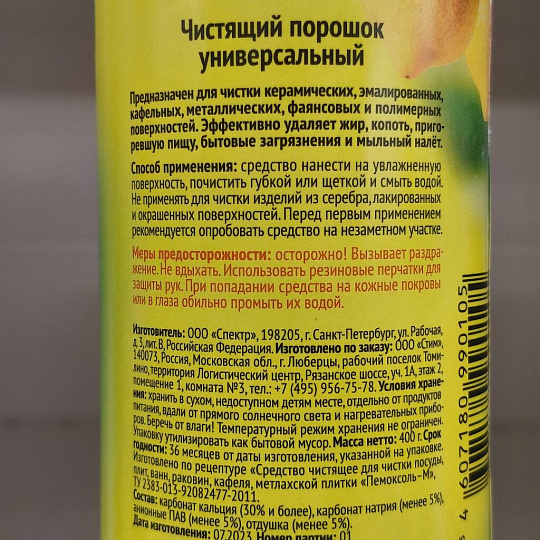 Чистящий порошок
универсальный
Предназначен для чистки керамических, эмалированных,
кафельных, металлических, фаянсовых и полимерных
поверхностей. Эффективно удаляет жир, копоть, приго-
ревшую пищу, бытовые загрязнения и мыльный налёт.
Способ применения: средство нанести на увлажненную
поверхность, почистить губкой или щеткой и смыть водой.
Не применять для чистки изделий из серебра, лакированных
и окрашенных поверхностей. Перед первым применением
рекомендуется опробовать средство на незаметном участке.
Меры предосторожности: осторожно! Вызывает раздра-
жение. Не вдыхать. Использовать резиновые перчатки для
защиты рук. При попадании средства на кожные покровы
или в глаза обильно промыть их водой.
Изготовитель: ООО «Спектр», 198205, г. Санкт-Петербург, ул. Рабочая,
д.3, лит.В, Российская Федерация. Изготовлено по заказу: ООО «Стим»,
140073, Россия, Московская обл., г. Люберцы, рабочий поселок Томи-
лино, территория Логистический центр, Рязанское шоссе, уч. 1А, этаж 2,
помещение 1, комната №3, тел.: +7 (495) 956-75-78. Условия хране-
ния: хранить в сухом, недоступном детям месте, отдельно от продуктов
питания, вдали от прямого солнечного света и нагревательных прибо-
ров. Беречь от влаги! Температурный режим хранения не ограничен.
Упаковку утилизировать как бытовой мусор. Масса нетто: 400 г. Срок
годности: 36 месяцев от даты изготовления, указанной на упаковке.
Изготовлено по рецептуре «Средство чистящее для чистки посуды,
плит, ванн, раковин, кафеля, метлахской плитки «Пемоксоль-М»,
ТУ 2383-013-92082477-2011.
Состав: карбонат кальция (30% и более), карбонат натрия (менее 5%),
анионные ПАВ (менее 5%), отдушка (менее 5%).
Дата изготовления: 07.2023. Номер партии: 01
4 607180 990105